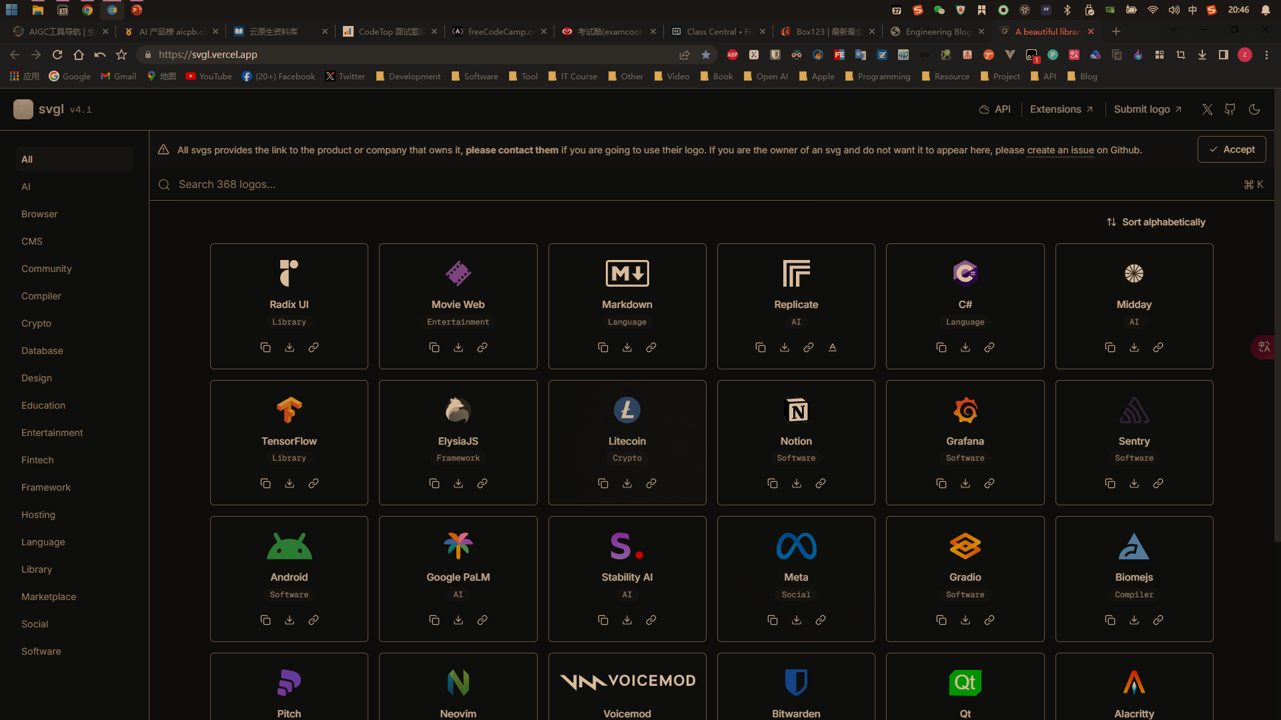 中
20:46
AIGC工具导航 | 生
AI 产品榜 aicpb.c
云原生资料库
CodeTop 面试题目
freeCodeCamp.o
考试酷(examcoo)
Class Central • Fi
Box123 | 最新最全
Engineering Blog
A beautiful librar
https://svgl.vercel.app
应用
Google
Gmail
地图
YouTube
(20+) Facebook
Twitter
Development
Software
Tool
IT Course
Other
Video
Book
Open AI
Apple
Programming
Resource
Project
API
Blog
svgl v4.1
API
Extensions
Submit logo
All svgs provides the link to the product or company that owns it, please contact them if you are going to use their logo. If you are the owner of an svg and do not want it to appear here, please create an issue on Github.
Accept
Search 368 logos...
⌘ K
Sort alphabetically
All
AI
Browser
CMS
Community
Compiler
Crypto
Database
Design
Education
Entertainment
Fintech
Framework
Hosting
Language
Library
Marketplace
Social
Software
Radix UI
Library
Movie Web
Entertainment
Markdown
Language
Replicate
AI
C#
Language
Midday
AI
TensorFlow
Library
ElysiaJS
Framework
Litecoin
Crypto
Notion
Software
Grafana
Software
Sentry
Software
Android
Software
Google PaLM
AI
Stability AI
AI
Meta
Social
Gradio
Software
Biomejs
Compiler
Pitch
Neovim
VOICEMOD
Voicemod
Bitwarden
Qt
Qt
Alacritty